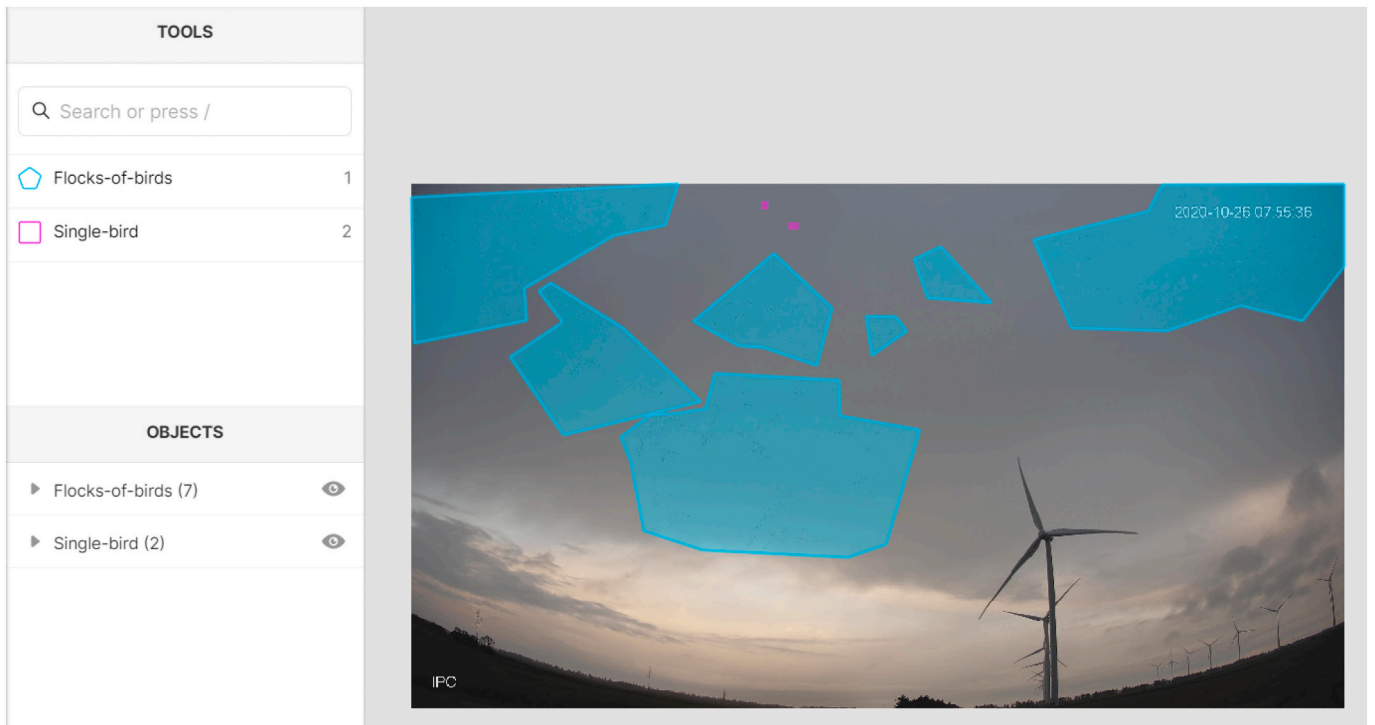 TOOLS
Search or press /
Flocks-of-birds 1
Single-bird 2
OBJECTS
Flocks-of-birds (7)
Single-bird (2)
2020-10-26 07:55:36
IPC